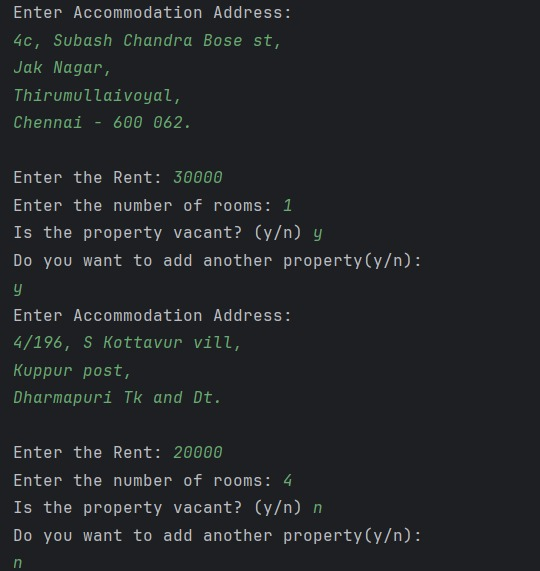 Enter Accommodation Address:
4c, Subash Chandra Bose st,
Jak Nagar,
Thirumullaivoyal,
Chennai - 600 062.
Enter the Rent: 30000
Enter the number of rooms: 1
Is the property vacant? (y/n) y
Do you want to add another property(y/n):
y
Enter Accommodation Address:
4/196, S Kottavur vill,
Kuppur post,
Dharmapuri Tk and Dt.
Enter the Rent: 20000
Enter the number of rooms: 4
Is the property vacant? (y/n) n
Do you want to add another property(y/n):
n